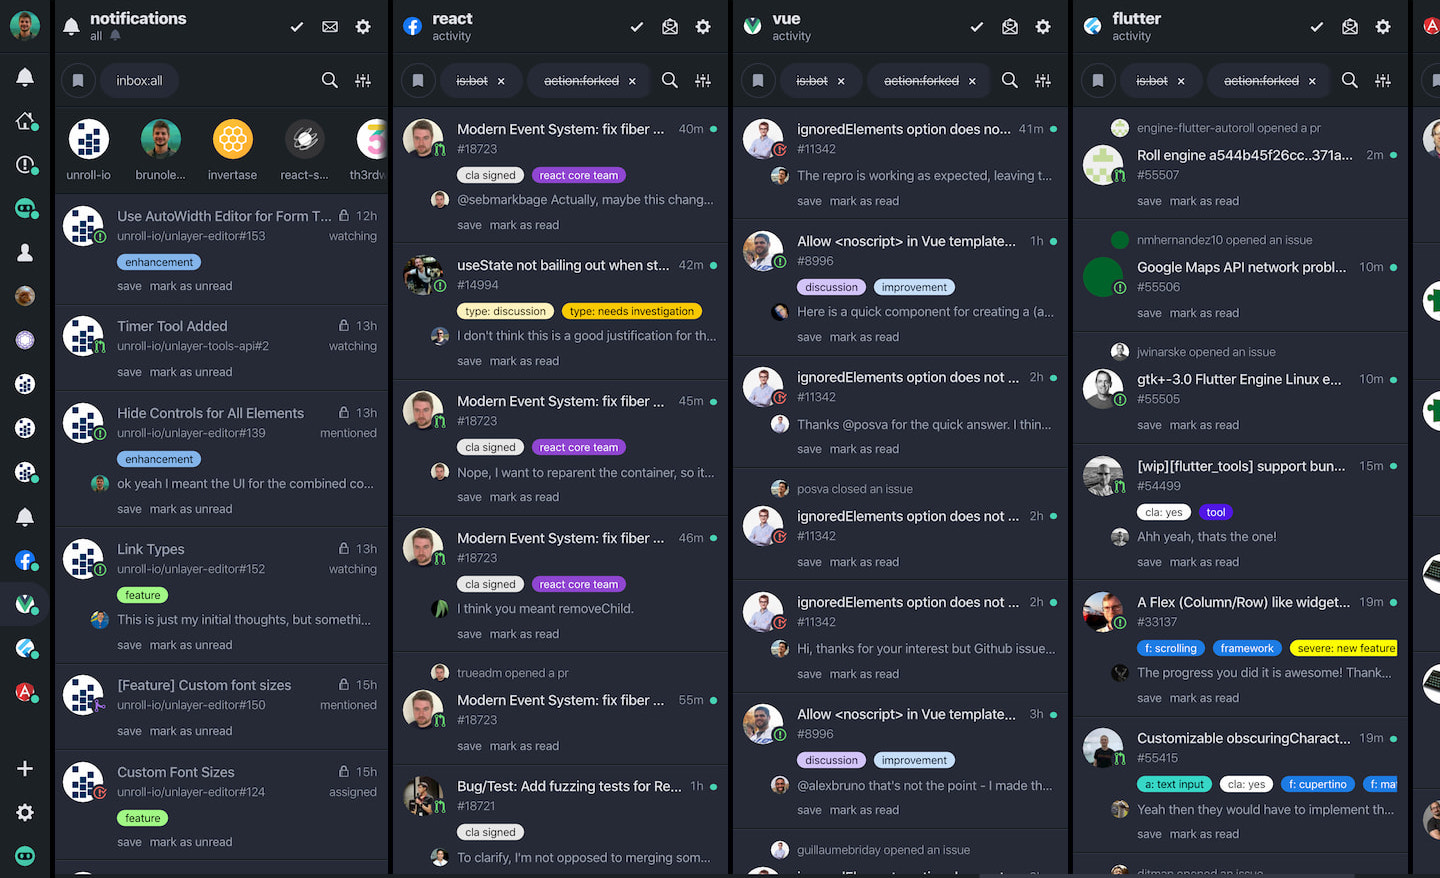 notifications
all
inbox:all
unroll-io
brunole...
invertase
react-s...
th3rdw
Use AutoWidth Editor for Form T...
12h
unroll-io/unlayer-editor#153
watching
enhancement
save mark as unread
Timer Tool Added
13h
unroll-io/unlayer-tools-api#2
watching
save mark as unread
Hide Controls for All Elements
13h
unroll-io/unlayer-editor#139
mentioned
enhancement
ok yeah I meant the UI for the combined co...
save mark as unread
Link Types
13h
unroll-io/unlayer-editor#152
watching
feature
This is just my initial thoughts, but somethi...
save mark as unread
[Feature] Custom font sizes
15h
unroll-io/unlayer-editor#150
mentioned
save mark as unread
Custom Font Sizes
15h
unroll-io/unlayer-editor#124
assigned
feature
save mark as unread
react
activity
is:bot ×
action:forked ×
Modern Event System: fix fiber ...
40m
#18723
cla signed
react core team
@sebmarkbage Actually, maybe this chang...
save mark as read
useState not bailing out when st...
42m
#14994
type: discussion
type: needs investigation
I don't think this is a good justification for th...
save mark as read
Modern Event System: fix fiber ...
45m
#18723
cla signed
react core team
Nope, I want to reparent the container, so it...
save mark as read
Modern Event System: fix fiber ...
46m
#18723
cla signed
react core team
I think you meant removeChild.
save mark as read
trueadm opened a pr
Modern Event System: fix fiber ...
55m
#18723
save mark as read
Bug/Test: Add fuzzing tests for Re...
1h
#18721
cla signed
To clarify, I'm not opposed to merging som...
vue
activity
is:bot ×
action:forked ×
ignoredElements option does no...
41m
#11342
The repro is working as expected, leaving t...
save mark as read
Allow <noscript> in Vue template...
1h
#8996
discussion
improvement
Here is a quick component for creating a (a...
save mark as read
ignoredElements option does not ...
2h
#11342
Thanks @posva for the quick answer. I thin...
save mark as read
posva closed an issue
ignoredElements option does not ...
2h
#11342
save mark as read
ignoredElements option does not ...
2h
#11342
Hi, thanks for your interest but Github issue...
save mark as read
Allow <noscript> in Vue template...
3h
#8996
discussion
improvement
@alexbruno that's not the point - I made th...
save mark as read
guillaumebriday opened an issue
flutter
activity
is:bot ×
action:forked ×
engine-flutter-autoroll opened a pr
Roll engine a544b45f26cc..371a...
2m
#55507
save mark as read
nmhernandez10 opened an issue
Google Maps API network probl...
10m
#55506
save mark as read
jwinarske opened an issue
gtk+-3.0 Flutter Engine Linux e...
10m
#55505
save mark as read
[wip][flutter_tools] support bun...
15m
#54499
cla: yes
tool
Ahh yeah, thats the one!
save mark as read
A Flex (Column/Row) like widget...
19m
#33137
f: scrolling
framework
severe: new feature
The progress you did it is awesome! Thank...
save mark as read
Customizable obscuringCharact...
19m
#55415
a: text input
cla: yes
f: cupertino
f: ma
Yeah then they would have to implement th...
save mark as read